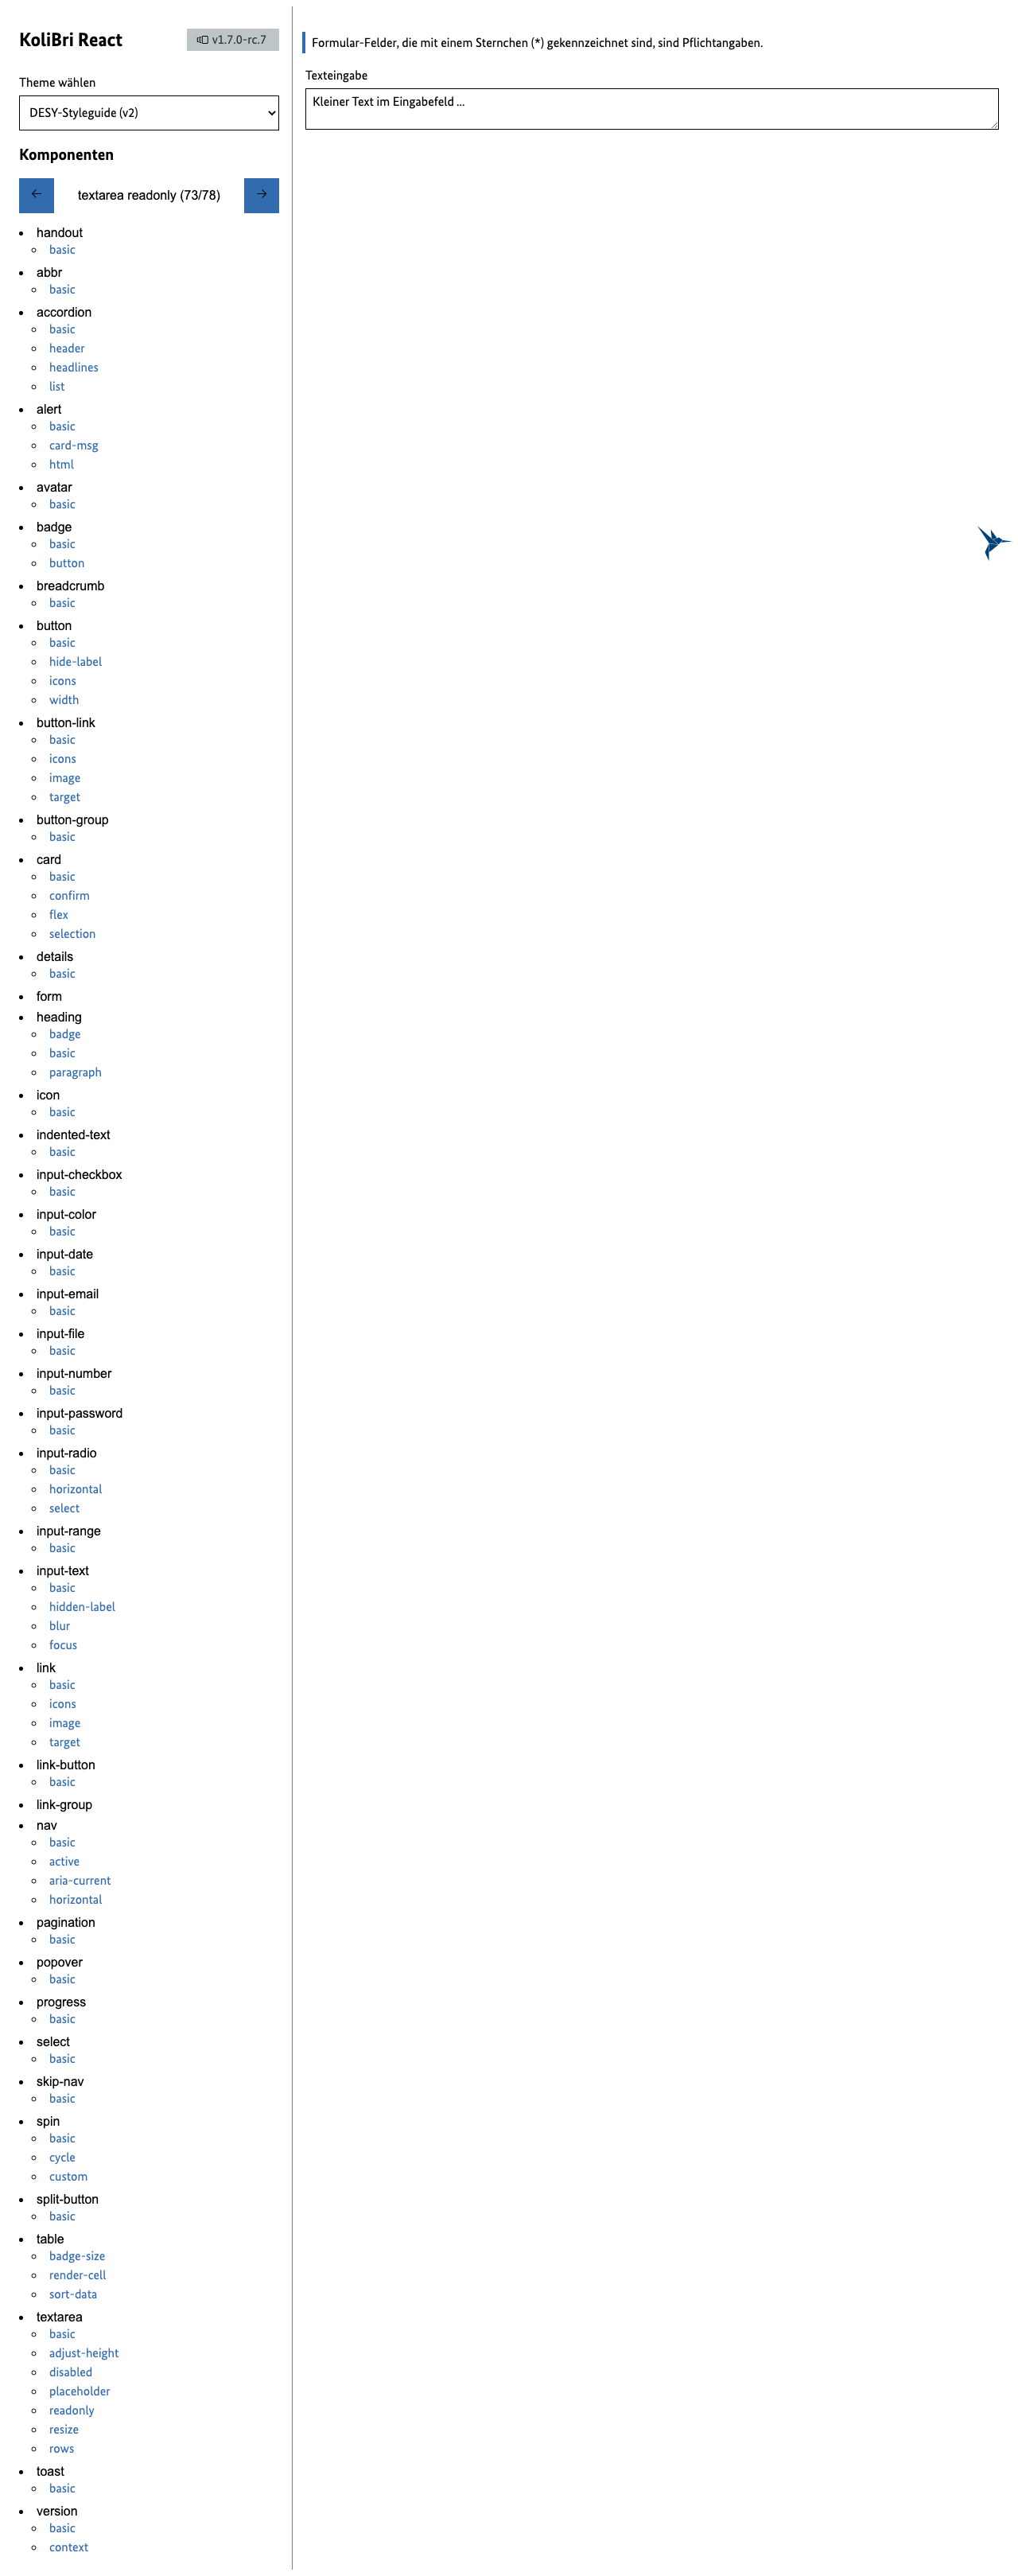 KoliBri React
v1.7.0-rc.7
Theme wählen
DESY-Styleguide (v2)
Komponenten
← textarea readonly (73/78) →
handout
basic
abbr
basic
accordion
basic
header
headlines
list
alert
basic
card-msg
html
avatar
basic
badge
basic
button
breadcrumb
basic
button
basic
hide-label
icons
width
button-link
basic
icons
image
target
button-group
basic
card
basic
confirm
flex
selection
details
basic
form
heading
badge
basic
paragraph
icon
basic
indented-text
basic
input-checkbox
basic
input-color
basic
input-date
basic
input-email
basic
input-file
basic
input-number
basic
input-password
basic
input-radio
basic
horizontal
select
input-range
basic
input-text
basic
hidden-label
blur
focus
link
basic
icons
image
target
link-button
basic
link-group
nav
basic
active
aria-current
horizontal
pagination
basic
popover
basic
progress
basic
select
basic
skip-nav
basic
spin
basic
cycle
custom
split-button
basic
table
badge-size
render-cell
sort-data
textarea
basic
adjust-height
disabled
placeholder
readonly
resize
rows
toast
basic
version
basic
context
Formular-Felder, die mit einem Sternchen (*) gekennzeichnet sind, sind Pflichtangaben.
Texteingabe
Kleiner Text im Eingabefeld ...